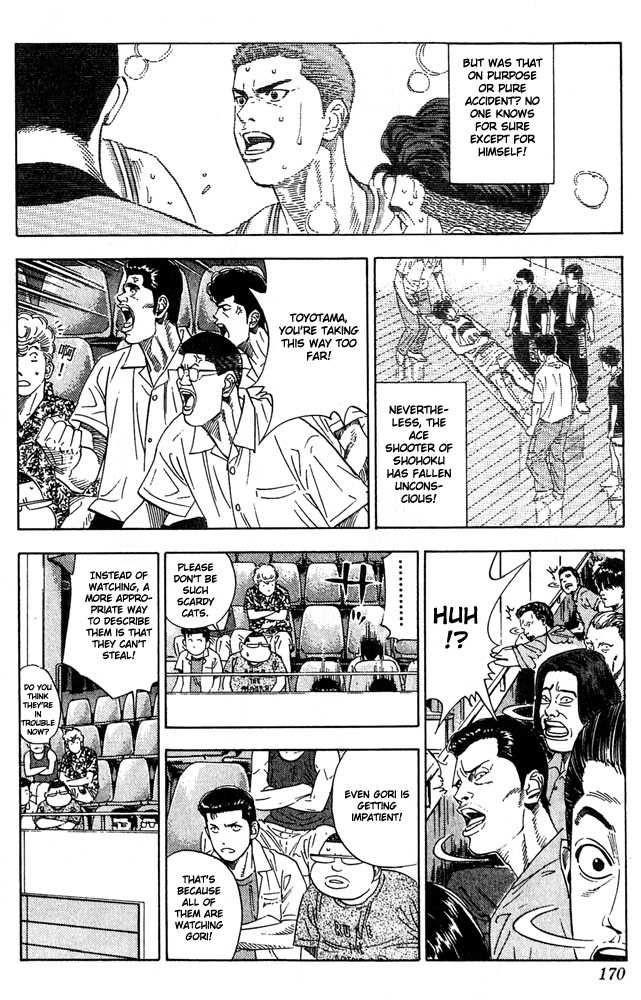 BUT WAS THAT
ON PURPOSE
OR PURE
ACCIDENT? NO
ONE KNOWS
FOR SURE
EXCEPT FOR
HIMSELF!
NEVERTHE-
LESS, THE
ACE
SHOOTER OF
SHOHOKU
HAS FALLEN
UNCONS-
CIOUS!
TOYOTAMA,
YOU'RE TAKING
THIS WAY TOO
FAR!
HUH
!?
PLEASE
DON'T BE
SUCH
SCARDY
CATS.
EVEN GORI IS
GETTING
IMPATIENT!
THAT'S
BECAUSE
ALL OF
THEM ARE
WATCHING
GORI!
INSTEAD OF
WATCHING, A
MORE APPRO-
PRIATE WAY
TO DESCRIBE
THEM IS THAT
THEY CAN'T
STEAL!
DO YOU
THINK
THEY'RE
IN
TROUBLE
NOW?
170